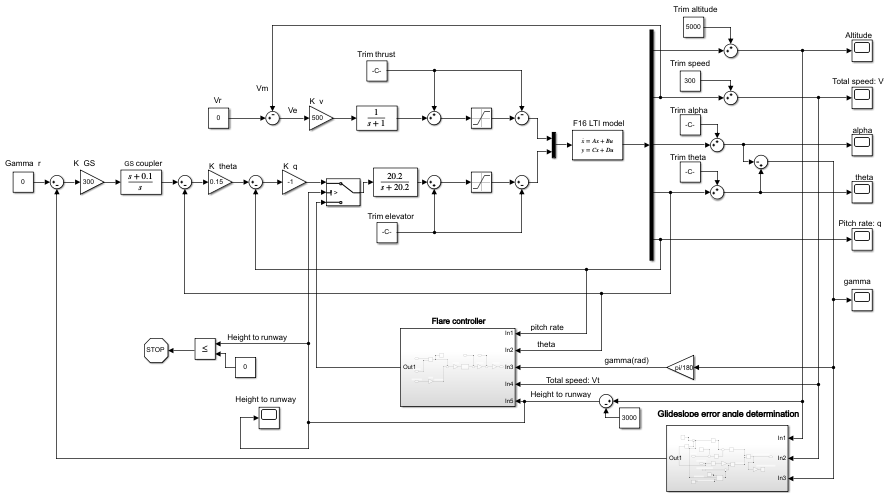 Trim altitude
5000
Altitude
Trim thrust
-C-
Trim speed
300
Total speed: V
Vm
Vr
0
Ve
K v
500
1
s + 1
F16 LTI model
ẋ = Ax + Bu
y = Cx + Du
Trim alpha
-C-
alpha
Gamma r
0
K GS
300
GS coupler
s + 0.1
s
K theta
0.15
K q
-1
>
20.2
s + 20.2
Trim theta
-C-
theta
Trim elevator
-C-
Pitch rate: q
gamma
Flare controller
In1
pitch rate
In2
theta
Out1
In3
gamma(rad)
pi/180
In4
Total speed: Vt
In5
Height to runway
3000
STOP
≤
Height to runway
0
Height to runway
Glideslope error angle determination
In1
Out1
In2
In3